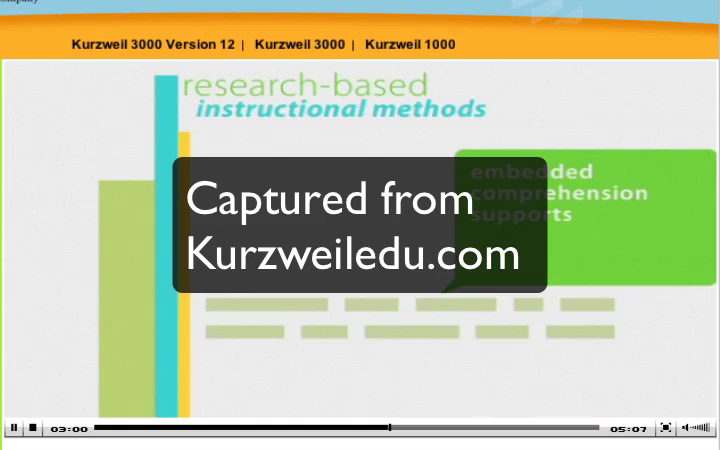 Kurzweil 3000 Version 12 | Kurzweil 3000 | Kurzweil 1000
research-based
instructional methods
embedded
comprehension
supports
Captured from
Kurzweiledu.com
03:00
05:07